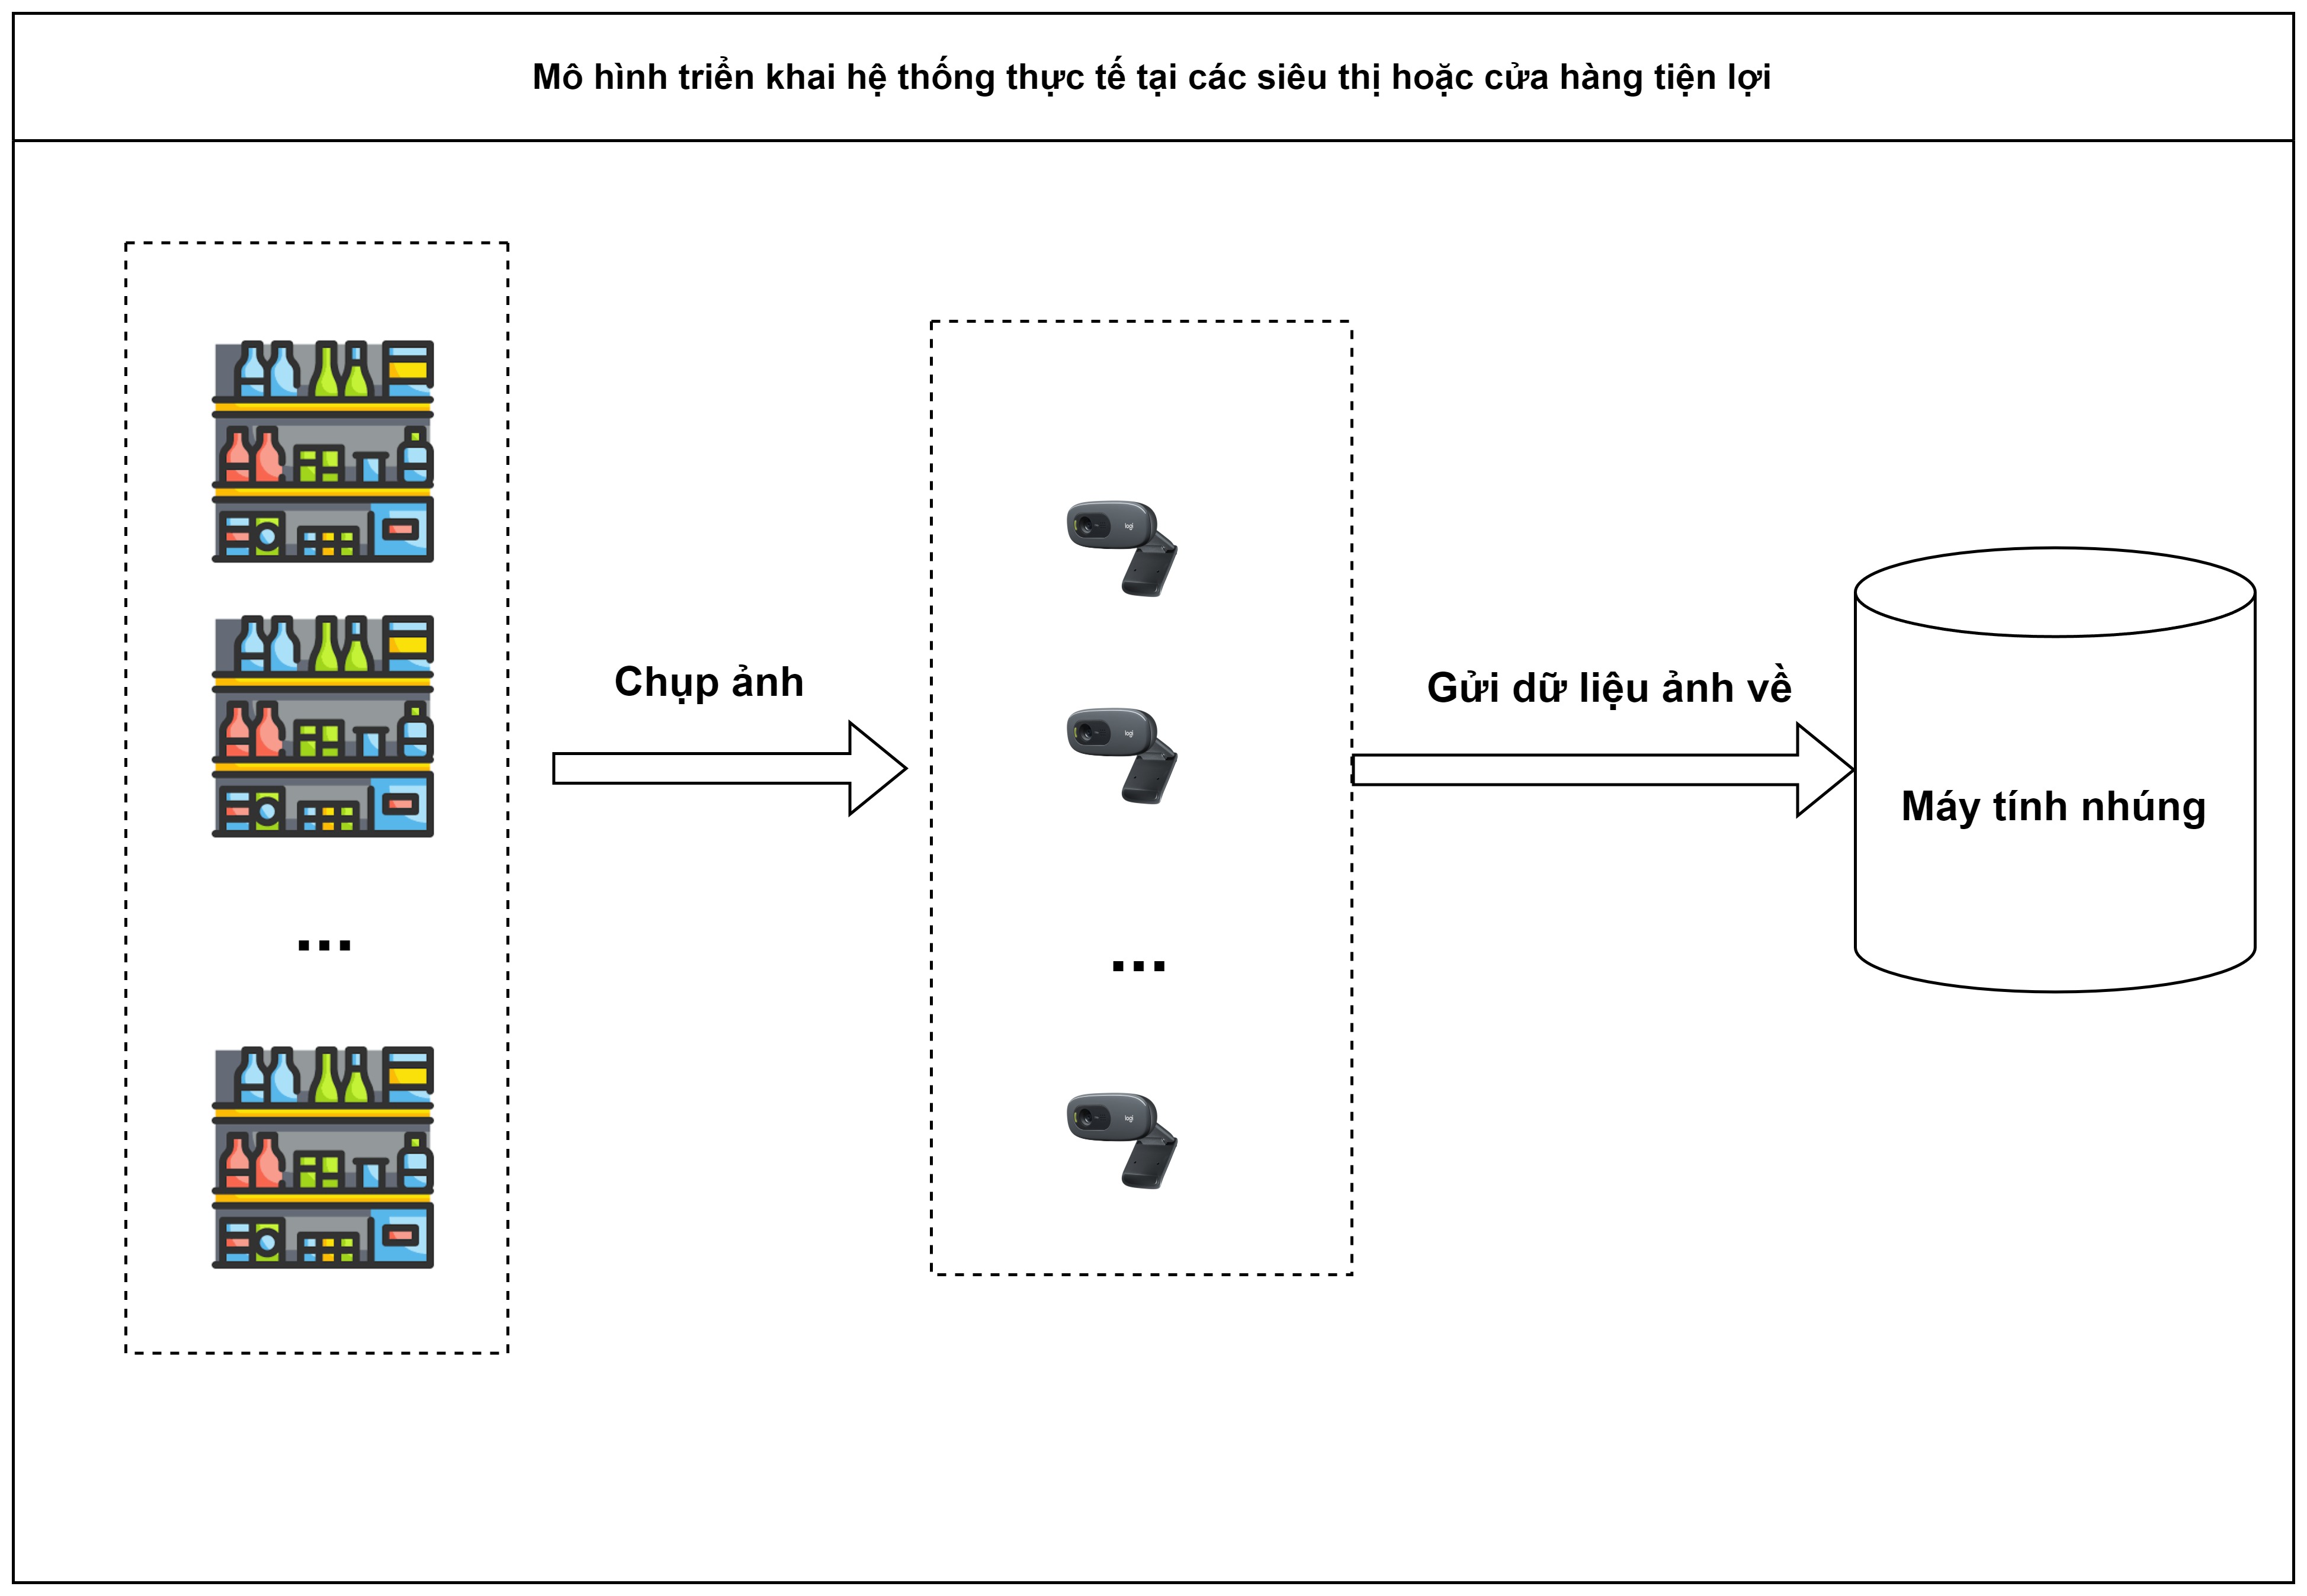 Mô hình triển khai hệ thống thực tế tại các siêu thị hoặc cửa hàng tiện lợi
Chụp ảnh
Gửi dữ liệu ảnh về
Máy tính nhúng
...
...
logi
logi
logi